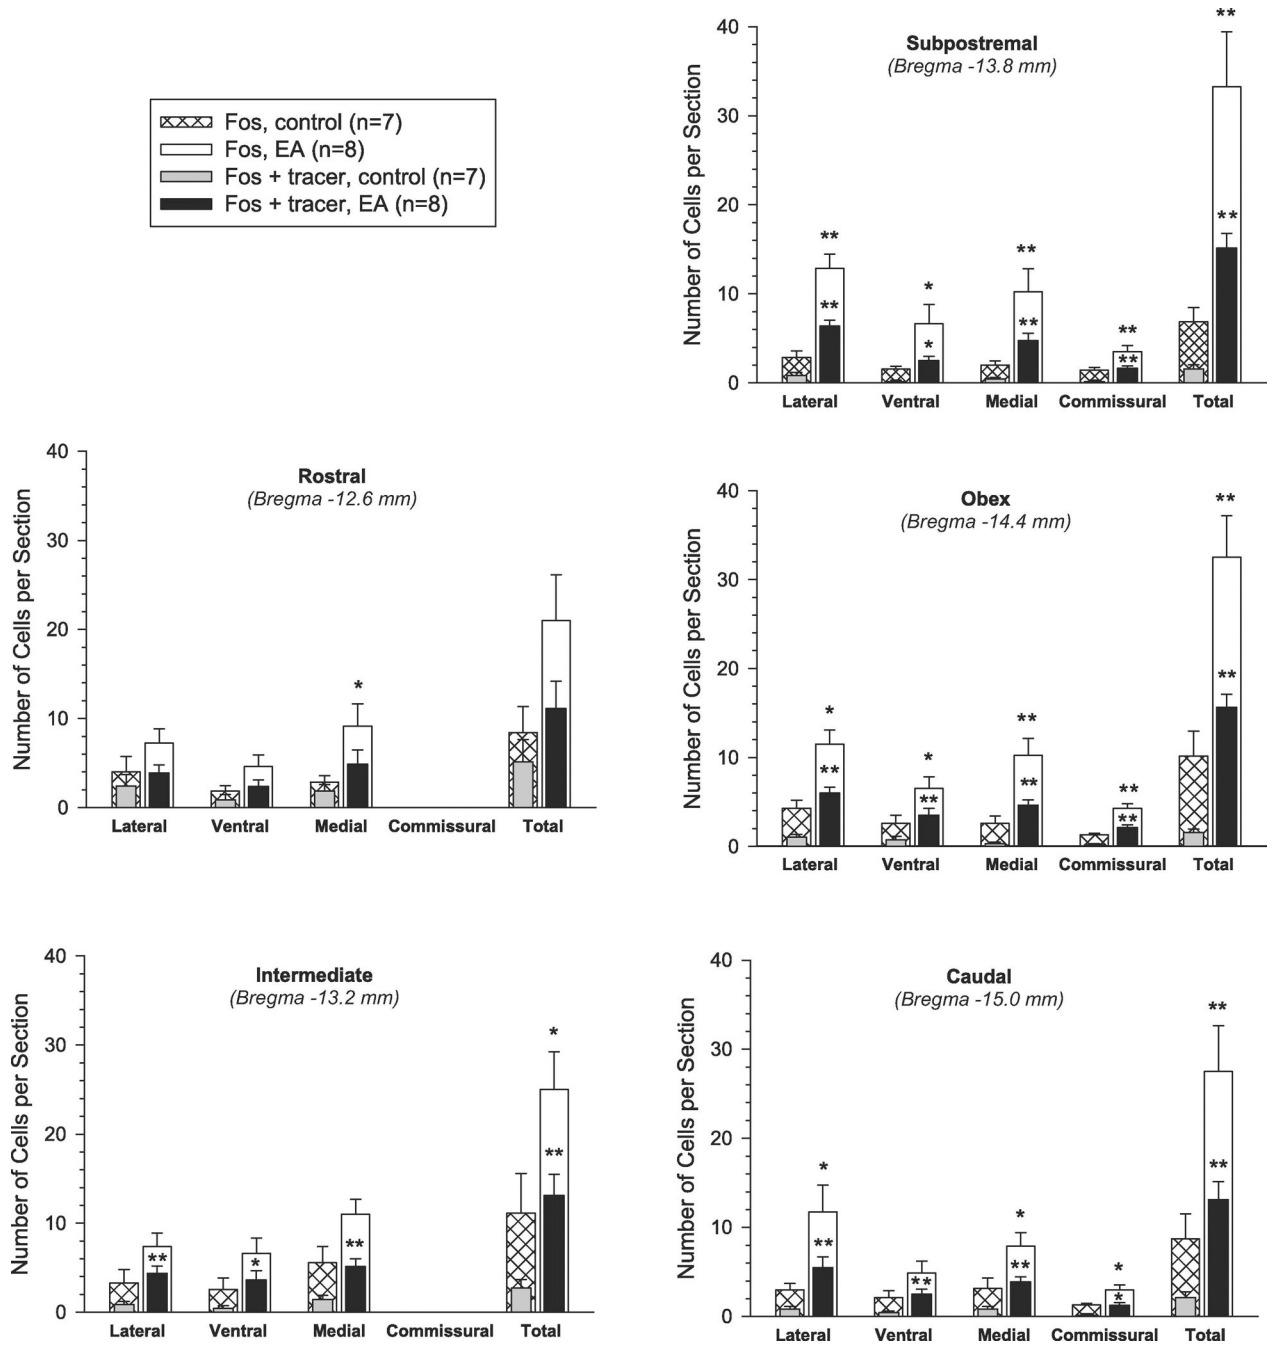 Fos, control (n=7)
Fos, EA (n=8)
Fos + tracer, control (n=7)
Fos + tracer, EA (n=8)
Subpostremal
(Bregma -13.8 mm)
Number of Cells per Section
40
30
20
10
0
** ** * * ** ** ** ** ** **
Lateral Ventral Medial Commissural Total
Rostral
(Bregma -12.6 mm)
Number of Cells per Section
40
30
20
10
0
*
Lateral Ventral Medial Commissural Total
Obex
(Bregma -14.4 mm)
Number of Cells per Section
40
30
20
10
0
* ** * ** ** ** ** ** ** **
Lateral Ventral Medial Commissural Total
Intermediate
(Bregma -13.2 mm)
Number of Cells per Section
40
30
20
10
0
** * ** * **
Lateral Ventral Medial Commissural Total
Caudal
(Bregma -15.0 mm)
Number of Cells per Section
40
30
20
10
0
* ** ** * ** * * ** **
Lateral Ventral Medial Commissural Total